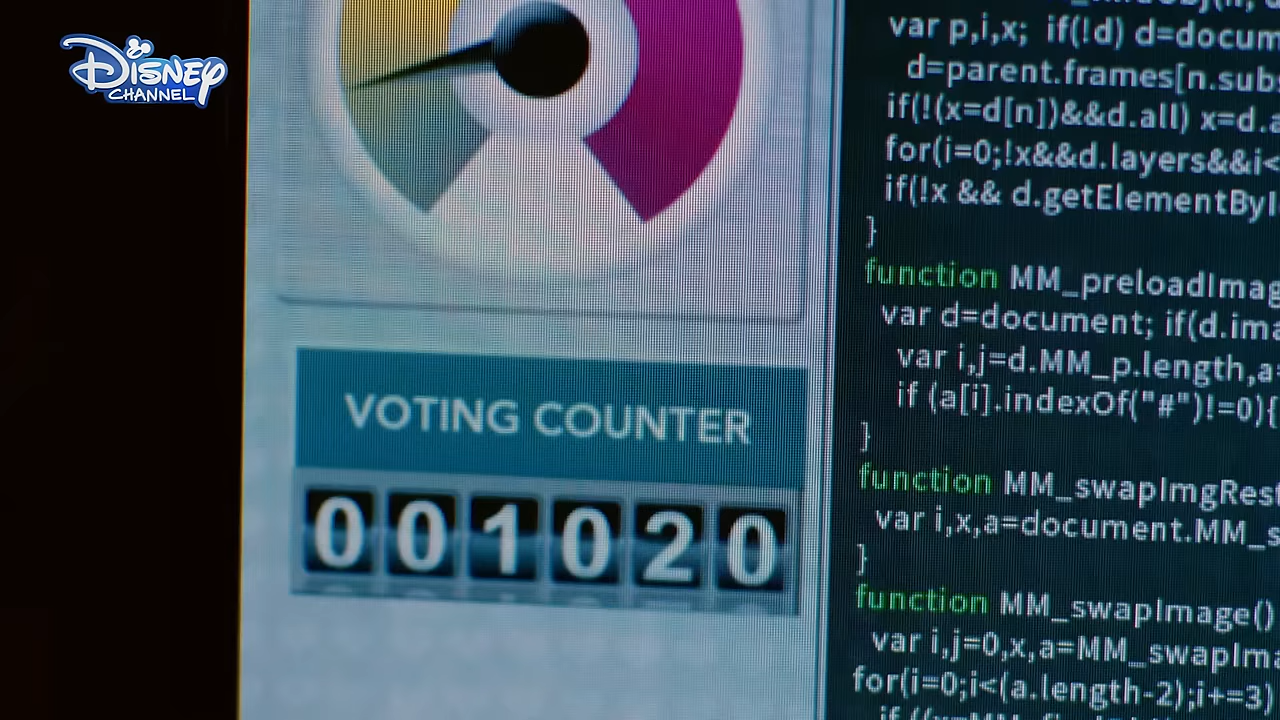 DISNEY
CHANNEL
VOTING COUNTER
001020
var p,i,x; if(!d) d=docum
d=parent.frames[n.subs
if(!(x=d[n])&&d.all) x=d.a
for(i=0;!x&&d.layers&&i<
if(!x && d.getElementByI
}
function MM_preloadImag
var d=document; if(d.ima
var i,j=d.MM_p.length,a=
if (a[i].indexOf("#")!=0){
}
function MM_swapImgRest
var i,x,a=document.MM_s
}
function MM_swapImage()
var i,j=0,x,a=MM_swapIma
for(i=0;i<(a.length-2);i+=3)